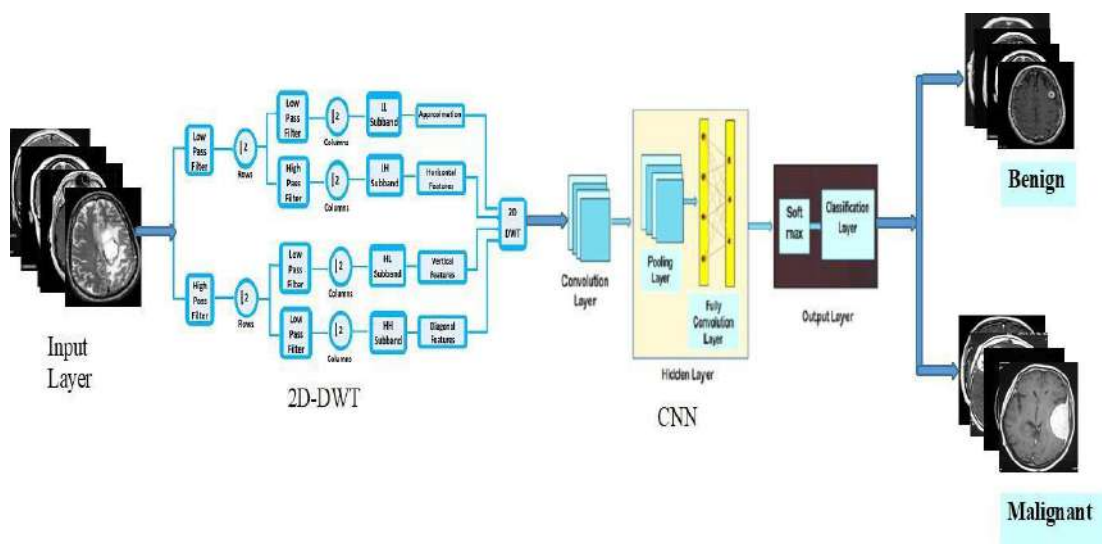 Input
Layer
Low
Pass
Filter
↓2
Rows
Low
Pass
Filter
↓2
Columns
LL
Subband
Approximation
High
Pass
Filter
↓2
Columns
LH
Subband
Horizontal
Features
High
Pass
Filter
↓2
Rows
Low
Pass
Filter
↓2
Columns
HL
Subband
Vertical
Features
Low
Pass
Filter
↓2
Columns
HH
Subband
Diagonal
Features
2D
DWT
2D-DWT
Convolution
Layer
Pooling
Layer
Fully
Convolution
Layer
Hidden Layer
CNN
Soft
max
Classification
Layer
Output Layer
Benign
Malignant